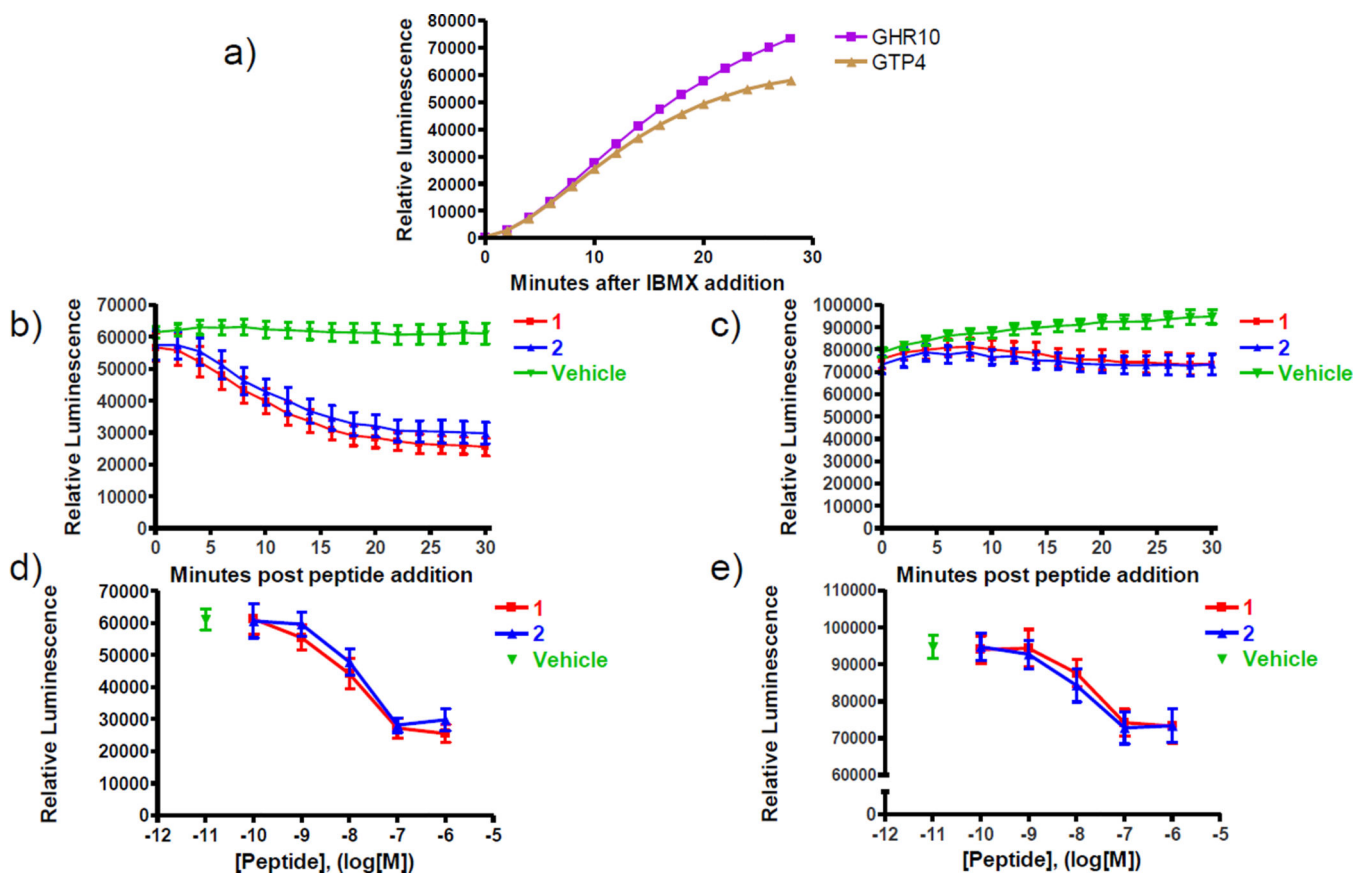 a)
Relative luminescence
80000
70000
60000
50000
40000
30000
20000
10000
0
0 10 20 30
Minutes after IBMX addition
GHR10
GTP4
b)
Relative Luminescence
70000
60000
50000
40000
30000
20000
10000
0
0 5 10 15 20 25 30
Minutes post peptide addition
1
2
Vehicle
c)
Relative Luminescence
100000
90000
80000
70000
60000
50000
40000
30000
20000
10000
0
0 5 10 15 20 25 30
Minutes post peptide addition
1
2
Vehicle
d)
Relative Luminescence
70000
60000
50000
40000
30000
20000
10000
0
-12 -11 -10 -9 -8 -7 -6 -5
[Peptide], (log[M])
1
2
Vehicle
e)
Relative Luminescence
110000
100000
90000
80000
70000
60000
0
-12 -11 -10 -9 -8 -7 -6 -5
[Peptide], (log[M])
1
2
Vehicle